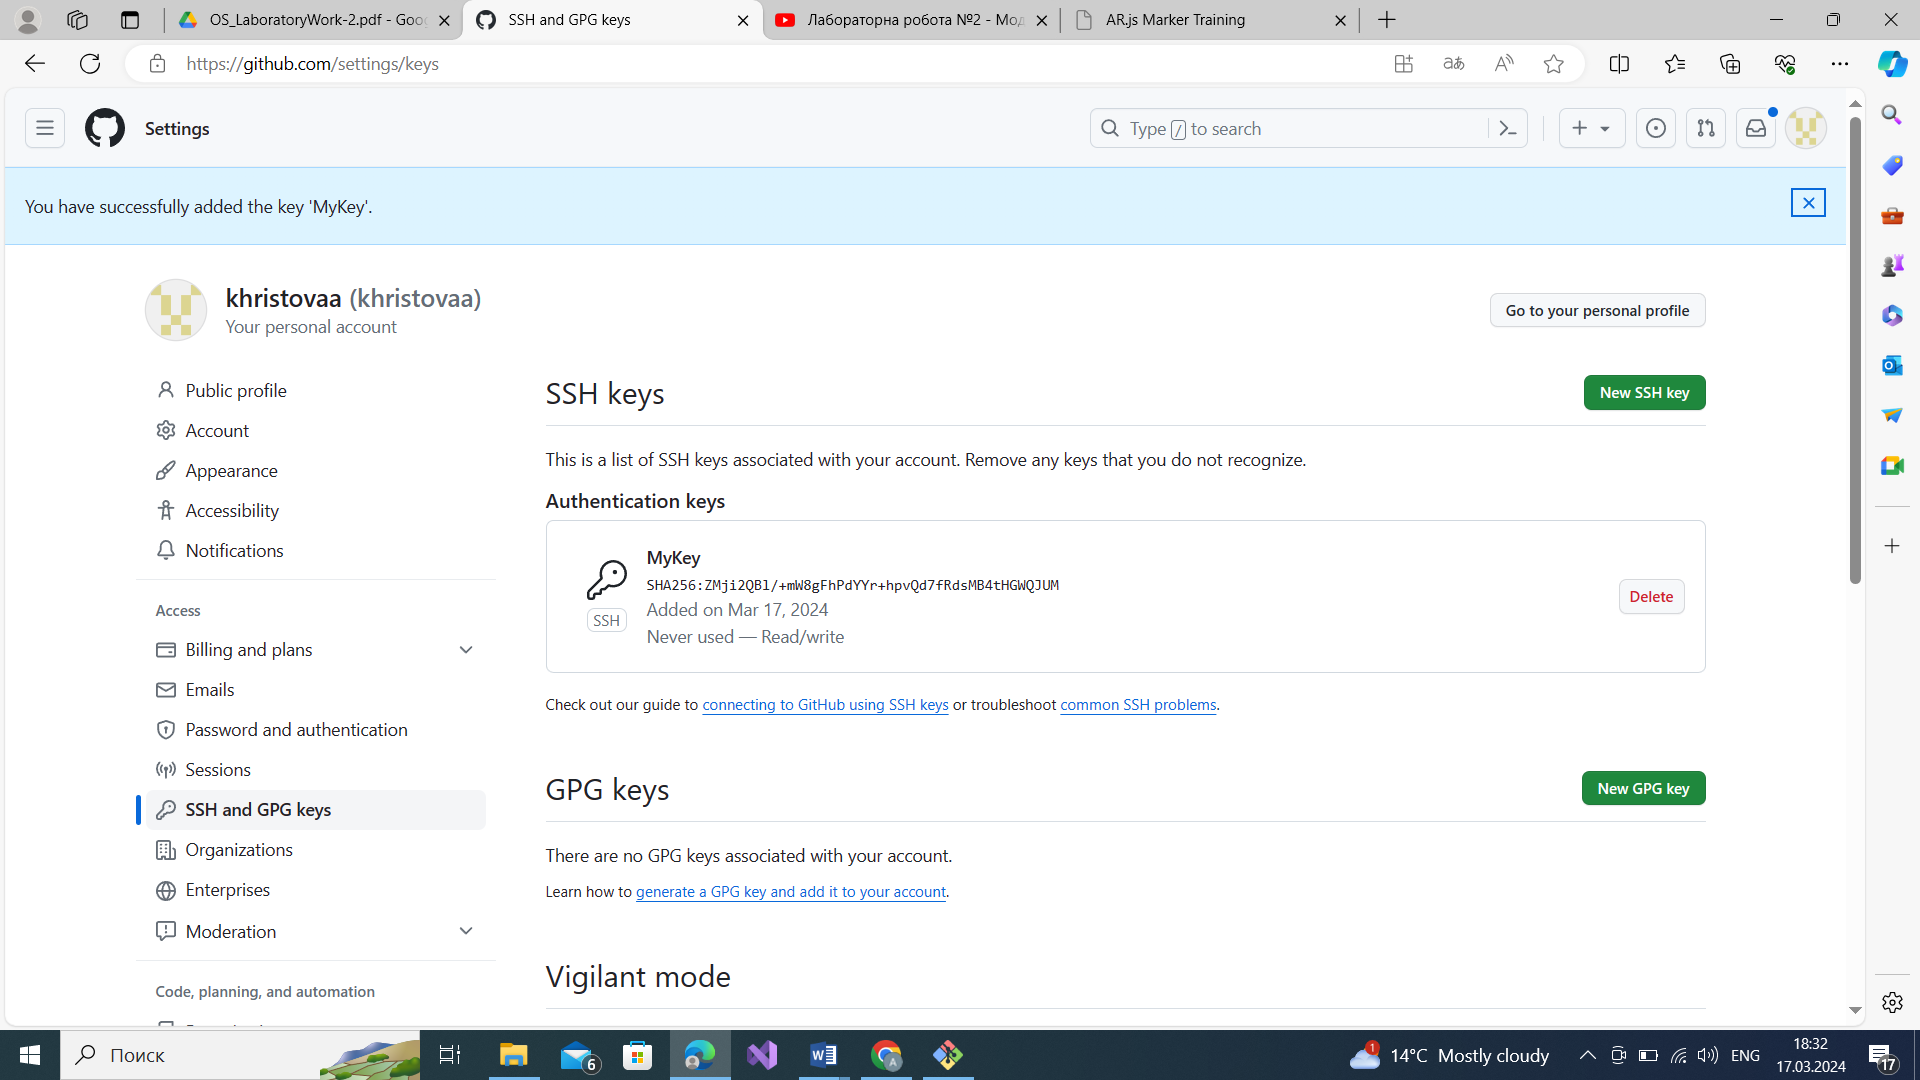 OS_LaboratoryWork-2.pdf - Goo
SSH and GPG keys
Лабораторна робота №2 - Мод
AR.js Marker Training
https://github.com/settings/keys
Settings
Type / to search
You have successfully added the key 'MyKey'.
khristovaa (khristovaa)
Your personal account
Go to your personal profile
Public profile
Account
Appearance
Accessibility
Notifications
Access
Billing and plans
Emails
Password and authentication
Sessions
SSH and GPG keys
Organizations
Enterprises
Moderation
Code, planning, and automation
SSH keys
New SSH key
This is a list of SSH keys associated with your account. Remove any keys that you do not recognize.
Authentication keys
MyKey
SHA256:ZMji2QBl/+mW8gFhPdYYr+hpvQd7fRdsMB4tHGWQJUM
Added on Mar 17, 2024
Never used — Read/write
SSH
Delete
Check out our guide to connecting to GitHub using SSH keys or troubleshoot common SSH problems.
GPG keys
New GPG key
There are no GPG keys associated with your account.
Learn how to generate a GPG key and add it to your account.
Vigilant mode
Поиск
6
1
14°C Mostly cloudy
ENG
18:32
17.03.2024
17